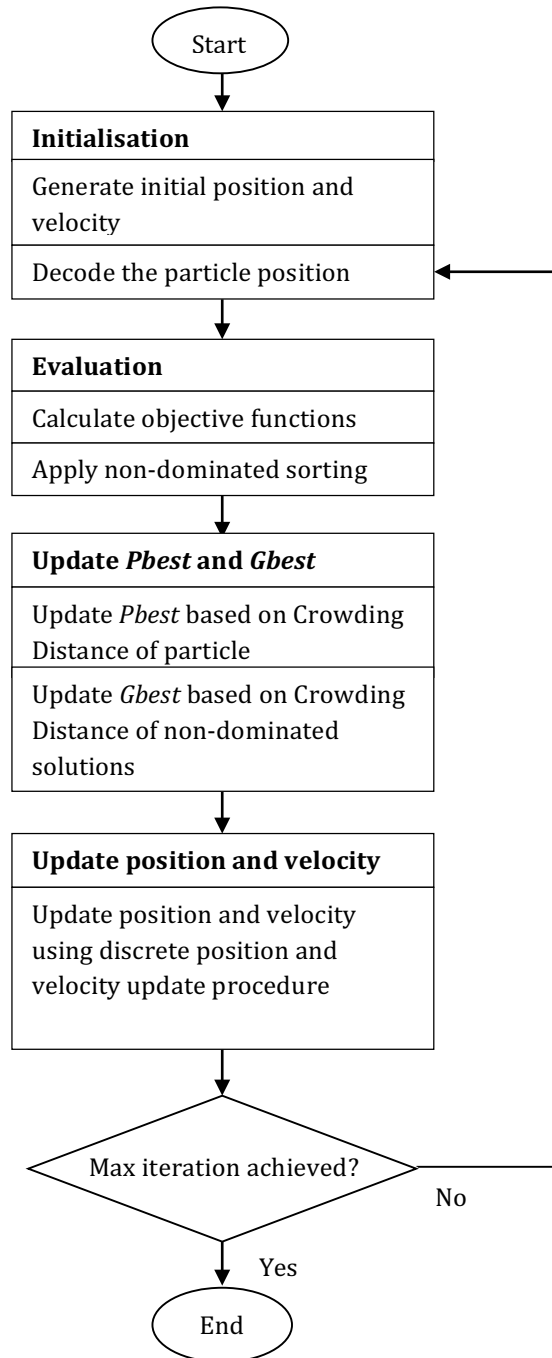 Start
Initialisation
Generate initial position and
velocity
Decode the particle position
Evaluation
Calculate objective functions
Apply non-dominated sorting
Update Pbest and Gbest
Update Pbest based on Crowding
Distance of particle
Update Gbest based on Crowding
Distance of non-dominated
solutions
Update position and velocity
Update position and velocity
using discrete position and
velocity update procedure
Max iteration achieved?
No
Yes
End